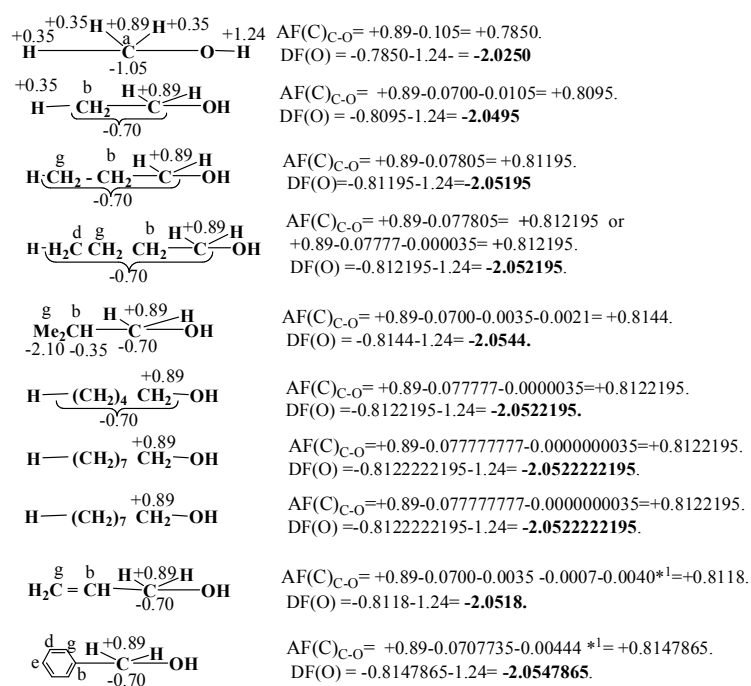 +0.35 H +0.89 H +0.35
+0.35 a +1.24
H C O H
-1.05
AF(C)C-O= +0.89-0.105= +0.7850.
DF(O) = -0.7850-1.24- = -2.0250
+0.35 b H +0.89 H
H CH2 C OH
-0.70
AF(C)C-O= +0.89-0.0700-0.0105= +0.8095.
DF(O) = -0.8095-1.24= -2.0495
g b H +0.89 H
H-CH2 - CH2 C OH
-0.70
AF(C)C-O= +0.89-0.07805= +0.81195.
DF(O)=-0.81195-1.24=-2.05195
d g b H +0.89 H
H-H2C CH2 CH2 C OH
-0.70
AF(C)C-O= +0.89-0.077805= +0.812195 or
+0.89-0.07777-0.000035= +0.812195.
DF(O) =-0.812195-1.24= -2.052195.
g b H +0.89 H
Me2CH C OH
-2.10 -0.35 -0.70
AF(C)C-O= +0.89-0.0700-0.0035-0.0021= +0.8144.
DF(O) = -0.8144-1.24= -2.0544.
+0.89
H (CH2)4 CH2-OH
-0.70
AF(C)C-O= +0.89-0.077777-0.0000035=+0.8122195.
DF(O) = -0.8122195-1.24= -2.0522195.
+0.89
H (CH2)7 CH2-OH
AF(C)C-O=+0.89-0.077777777-0.0000000035=+0.8122195.
DF(O) =-0.8122222195-1.24= -2.0522222195.
+0.89
H (CH2)7 CH2-OH
AF(C)C-O=+0.89-0.077777777-0.0000000035=+0.8122195.
DF(O) =-0.8122222195-1.24= -2.0522222195.
g b H +0.89 H
H2C = CH C OH
-0.70
AF(C)C-O= +0.89-0.0700-0.0035 -0.0007-0.0040*1=+0.8118.
DF(O) =-0.8118-1.24= -2.0518.
d g H +0.89 H
e b C OH
-0.70
AF(C)C-O= +0.89-0.0707735-0.00444 *1= +0.8147865.
DF(O) = -0.8147865-1.24= -2.0547865.